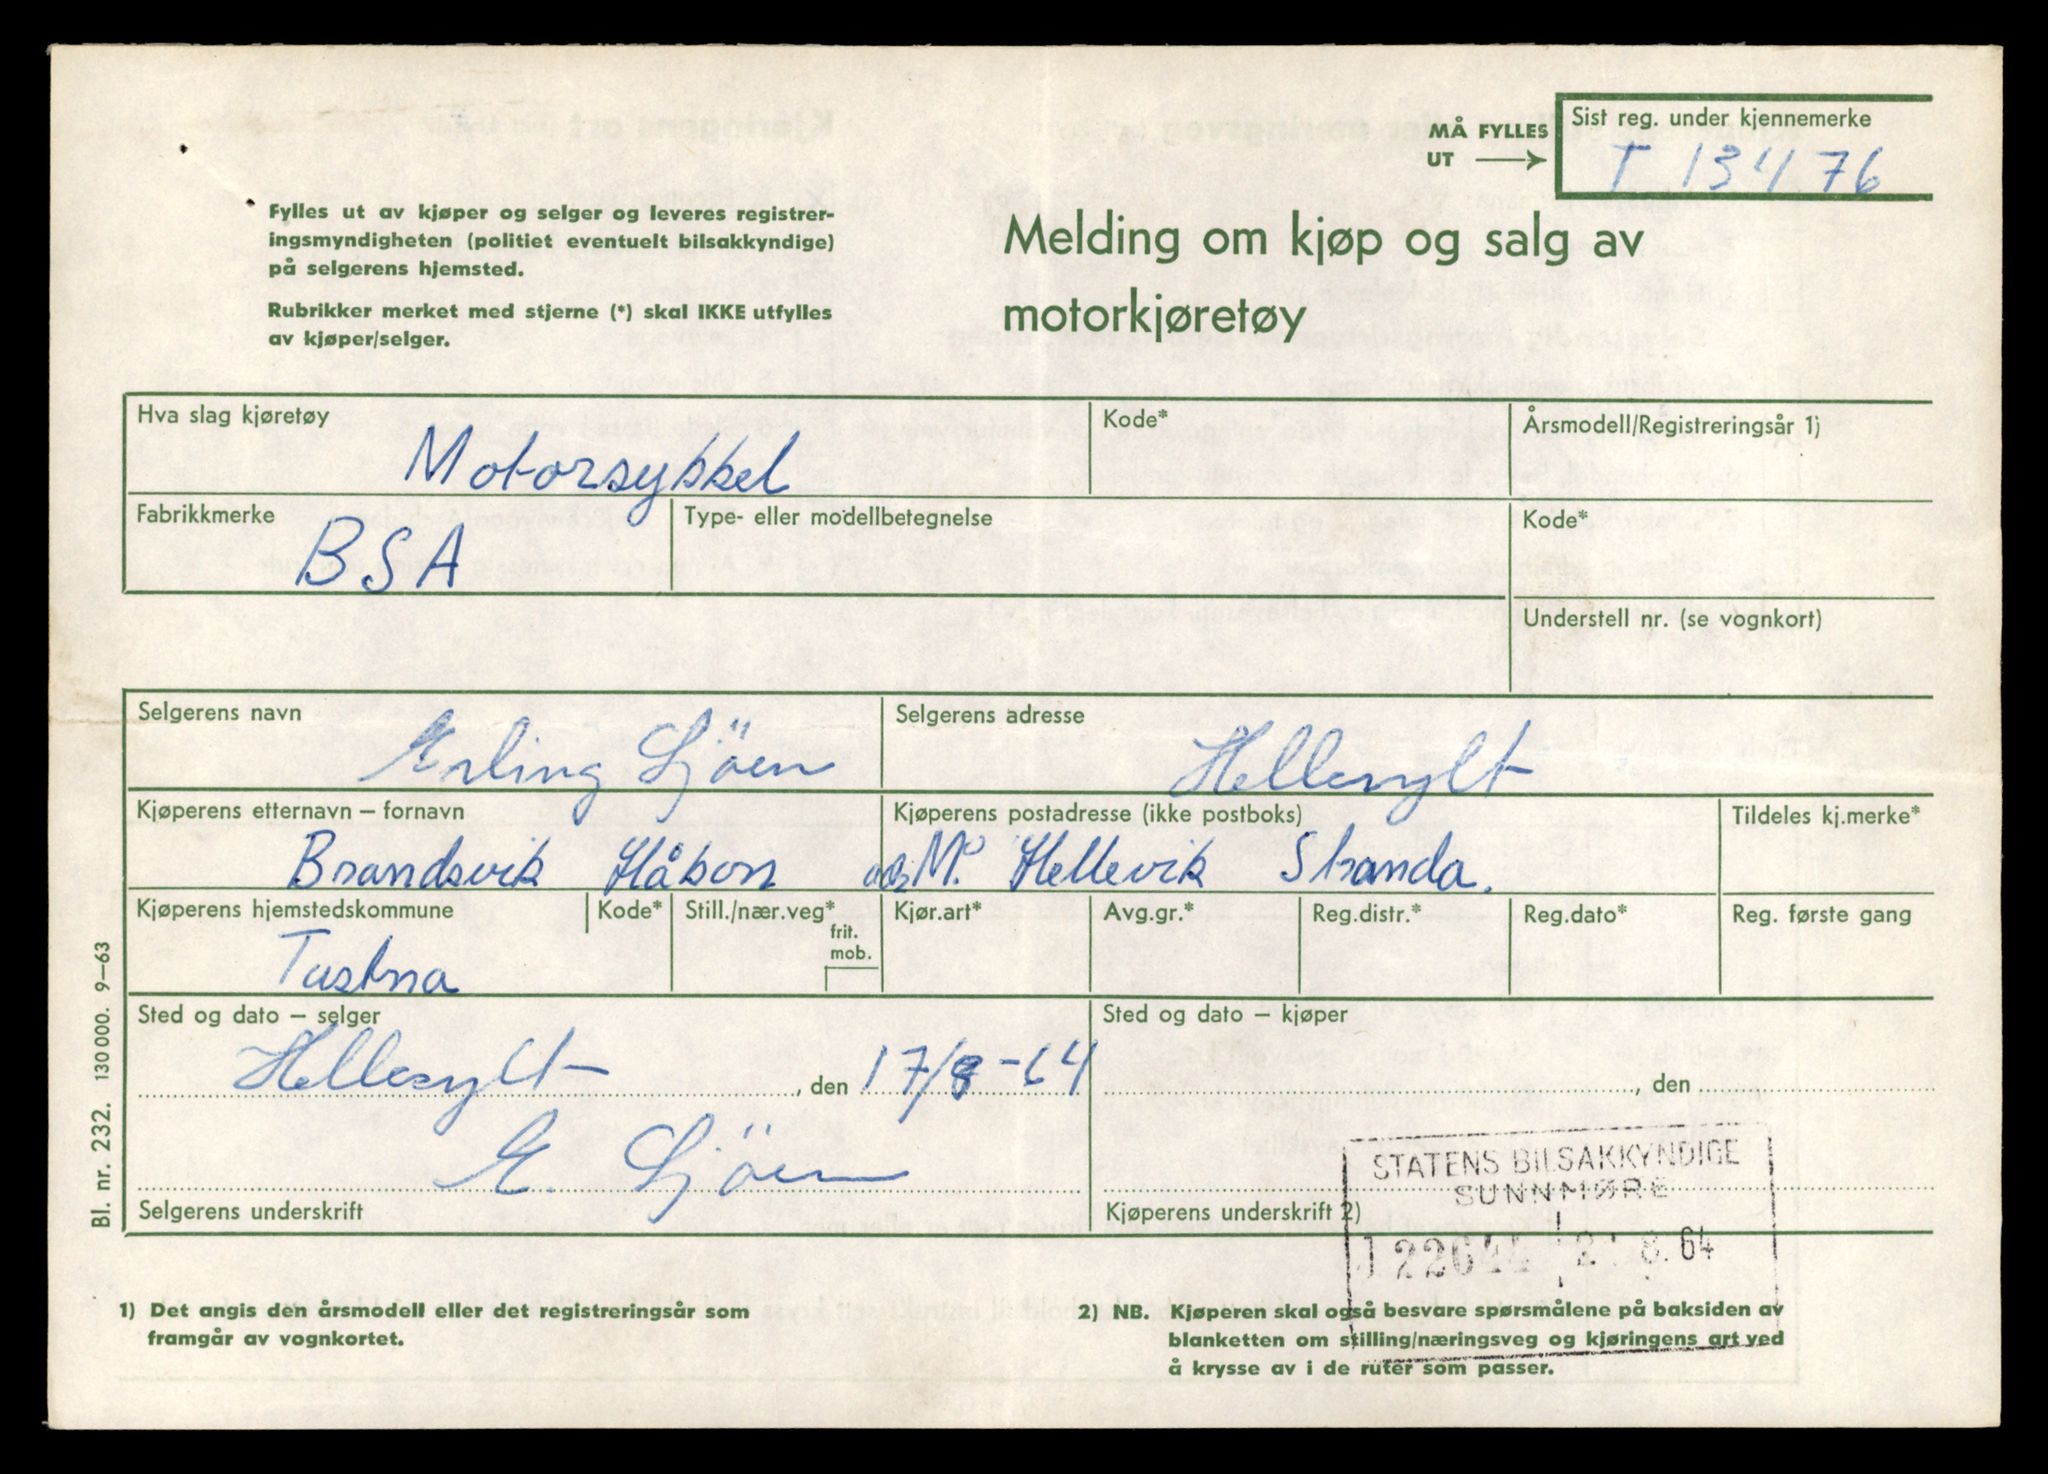 MÅ FYLLES UT
Sist reg. under kjennemerke
T 13476
Fylles ut av kjøper og selger og leveres registrer-
ingsmyndigheten (politiet eventuelt bilsakkyndige)
på selgerens hjemsted.
Rubrikker merket med stjerne (*) skal IKKE utfylles
av kjøper/selger.
Melding om kjøp og salg av
motorkjøretøy
Hva slag kjøretøy
Motorsykkel
Kode*
Årsmodell/Registreringsår 1)
Fabrikkmerke
BSA
Type- eller modellbetegnelse
Kode*
Understell nr. (se vognkort)
Selgerens navn
Erling Sjöen
Selgerens adresse
Hellesylt
Kjøperens etternavn – fornavn
Brandsvik Håkon
Kjøperens postadresse (ikke postboks)
M. Hellevik Stranda.
Tildeles kj.merke*
Kjøperens hjemstedskommune
Tustna
Kode*
Still./nær.veg*
frit.
mob.
Kjør.art*
Avg.gr.*
Reg.distr.*
Reg.dato*
Reg. første gang
Sted og dato – selger
Hellesylt, den 17/8-64
E. Sjöen
Selgerens underskrift
Sted og dato – kjøper
, den
Kjøperens underskrift 2)
STATENS BILSAKKYNDIGE
SUNNMØRE
8. 64
1) Det angis den årsmodell eller det registreringsår som
framgår av vognkortet.
2) NB. Kjøperen skal også besvare spørsmålene på baksiden av
blanketten om stilling/næringsveg og kjøringens art ved
å krysse av i de ruter som passer.
Bl. nr. 232. 130 000. 9–63